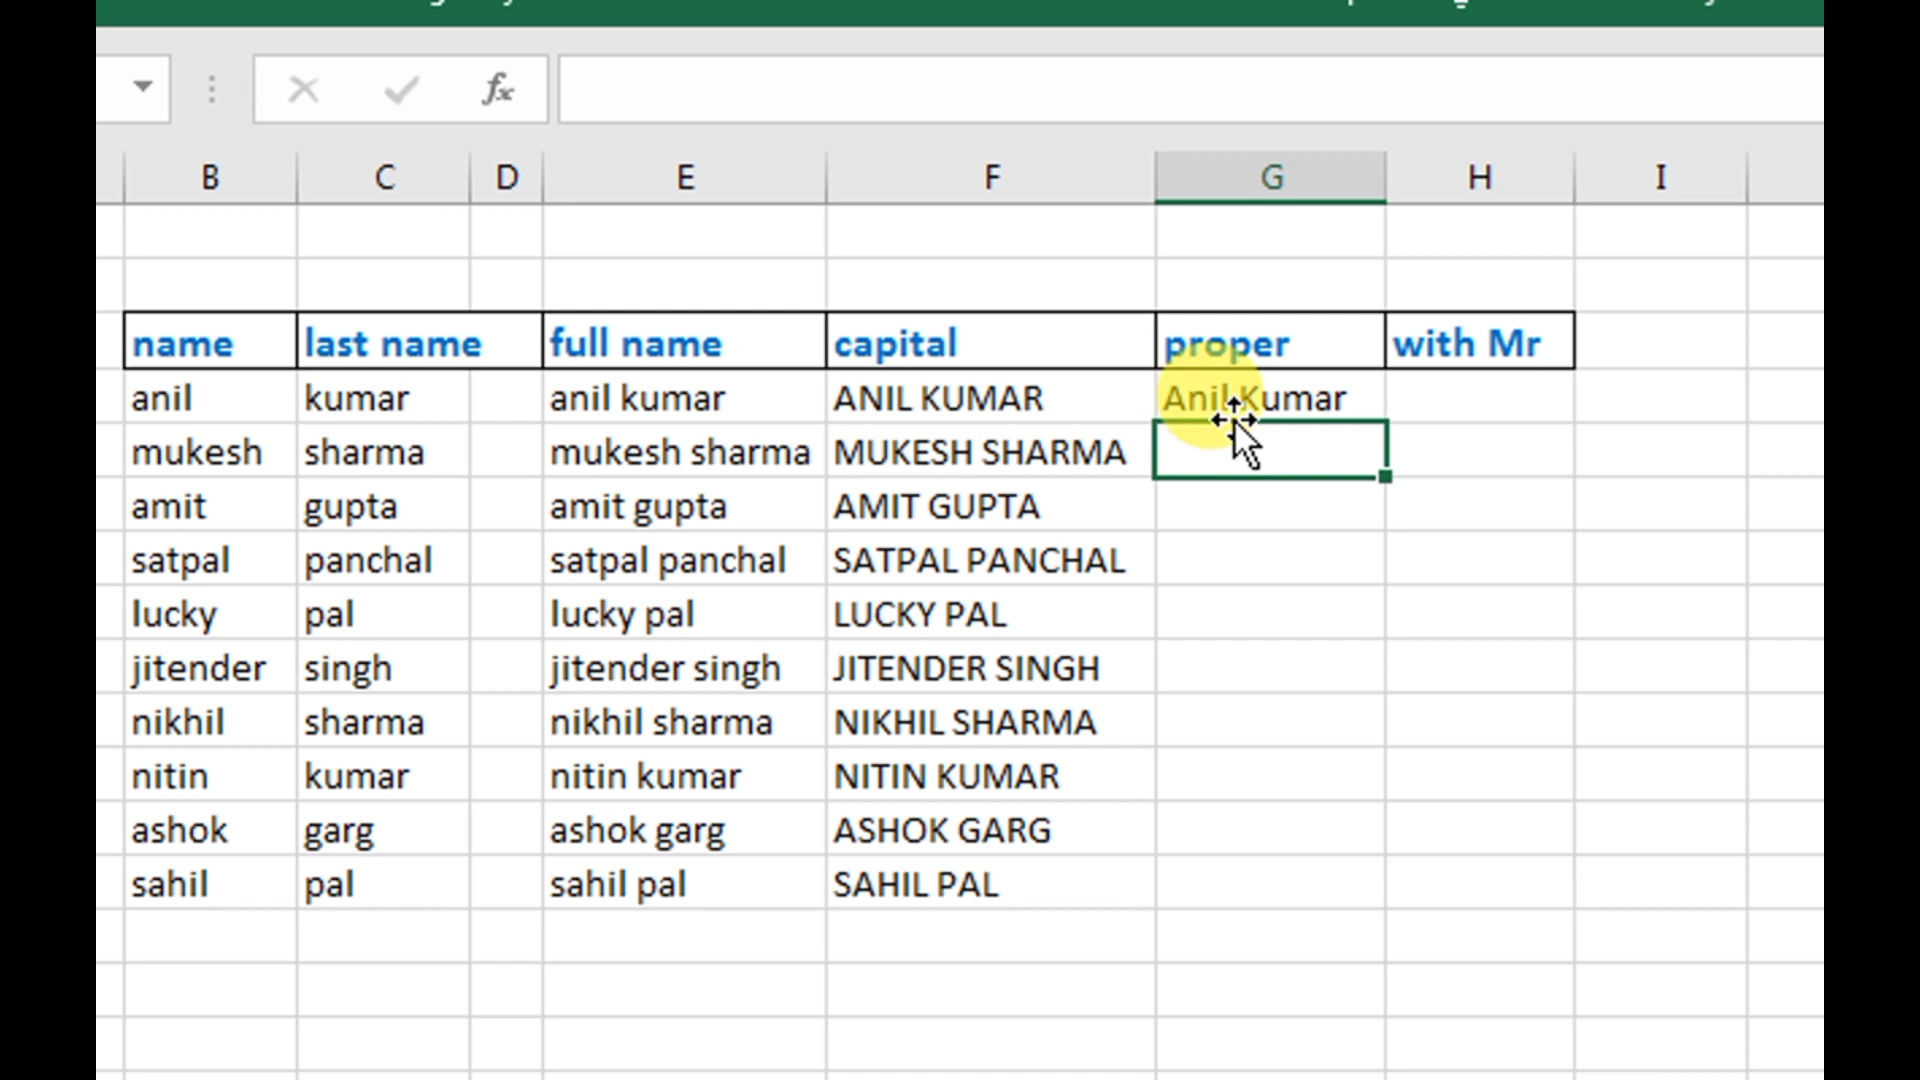 fx
B C D E F G H I
name last name full name capital proper with Mr
anil kumar anil kumar ANIL KUMAR Anil Kumar
mukesh sharma mukesh sharma MUKESH SHARMA
amit gupta amit gupta AMIT GUPTA
satpal panchal satpal panchal SATPAL PANCHAL
lucky pal lucky pal LUCKY PAL
jitender singh jitender singh JITENDER SINGH
nikhil sharma nikhil sharma NIKHIL SHARMA
nitin kumar nitin kumar NITIN KUMAR
ashok garg ashok garg ASHOK GARG
sahil pal sahil pal SAHIL PAL